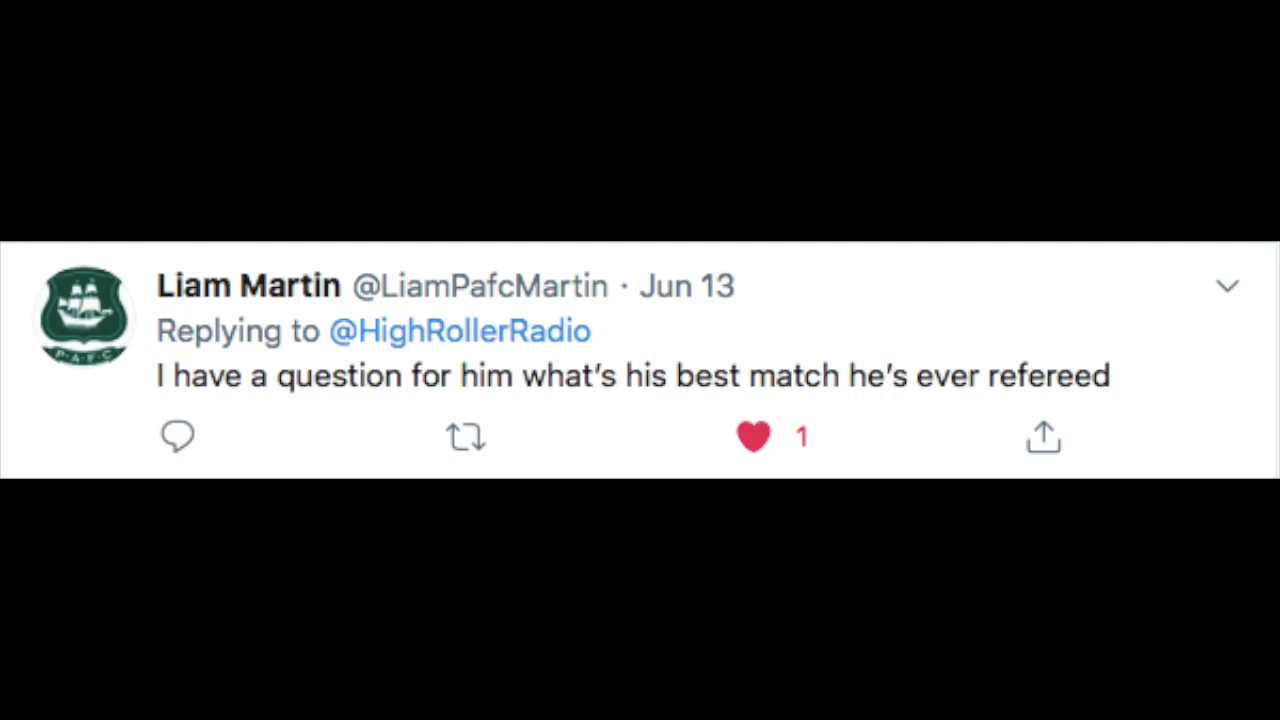 Liam Martin @LiamPafcMartin · Jun 13
Replying to @HighRollerRadio
I have a question for him what’s his best match he’s ever refereed
1
P·A·F·C